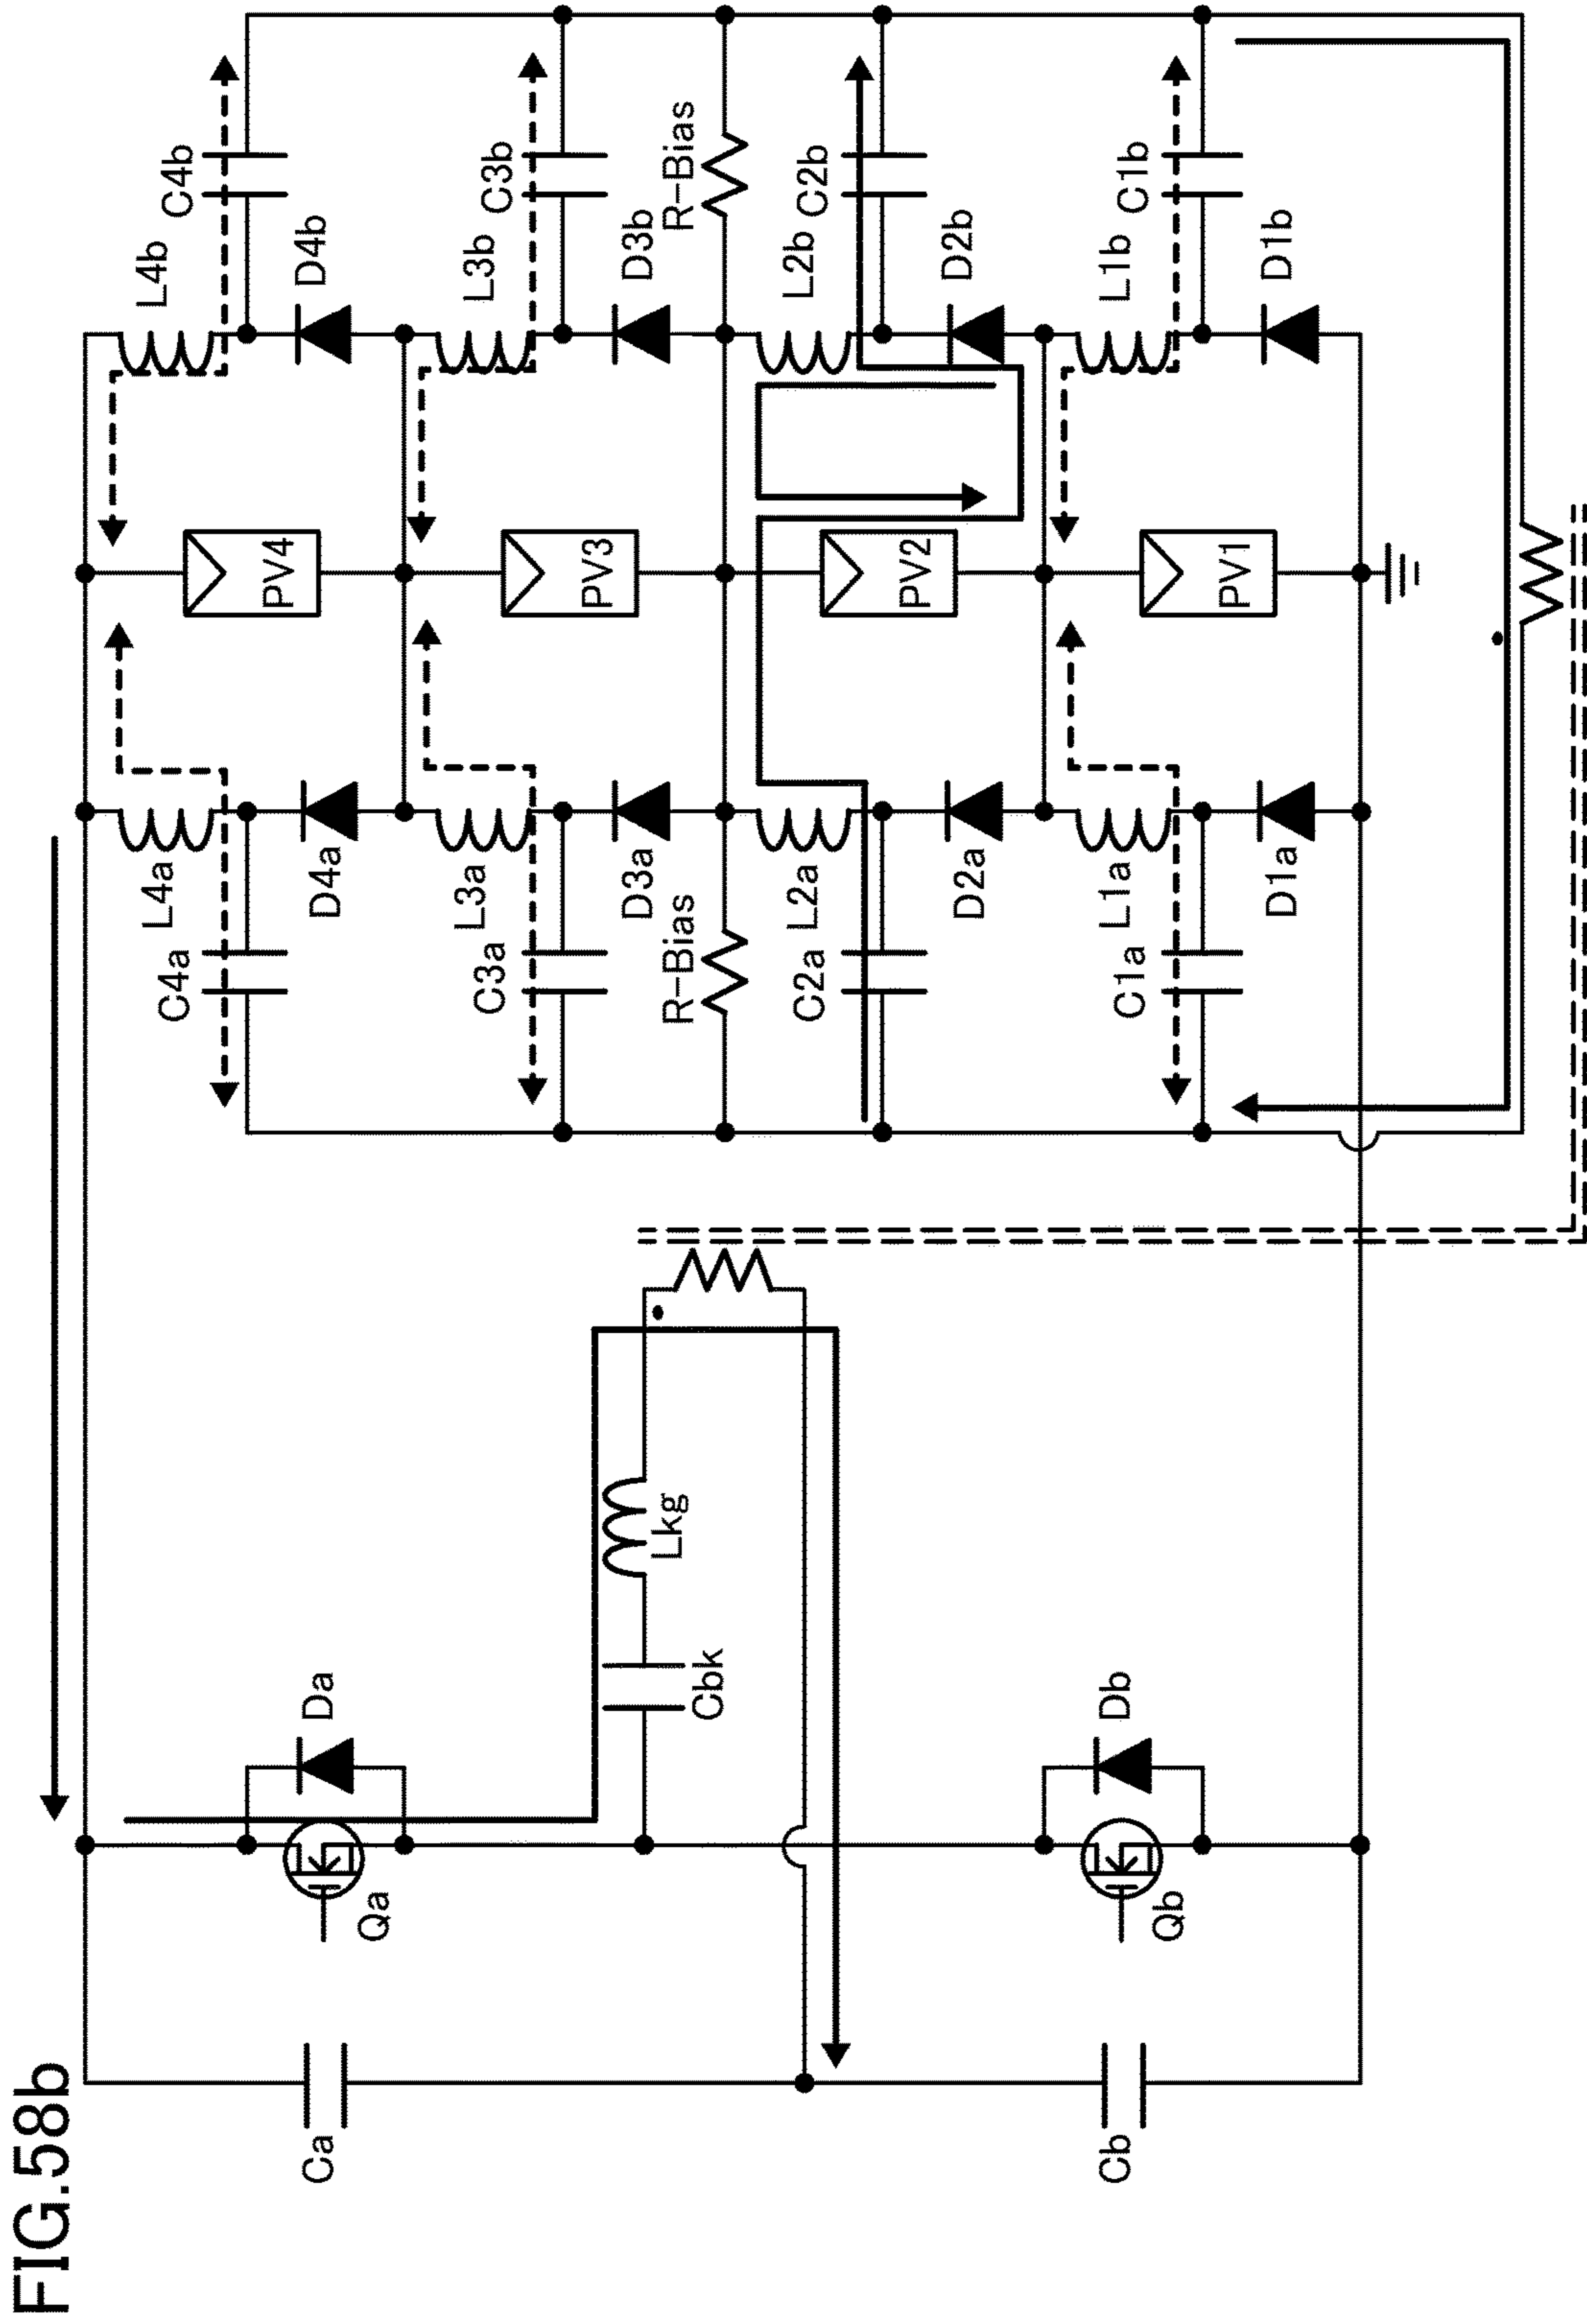 FIG.58b
Ca
Cb
Qa
Da
Qb
Db
Cbk
Lkg
C4a
L4a
D4a
C3a
L3a
D3a
R-Bias
C2a
L2a
D2a
C1a
L1a
D1a
PV4
PV3
PV2
PV1
L4b
C4b
D4b
L3b
C3b
D3b
R-Bias
L2b
C2b
D2b
L1b
C1b
D1b